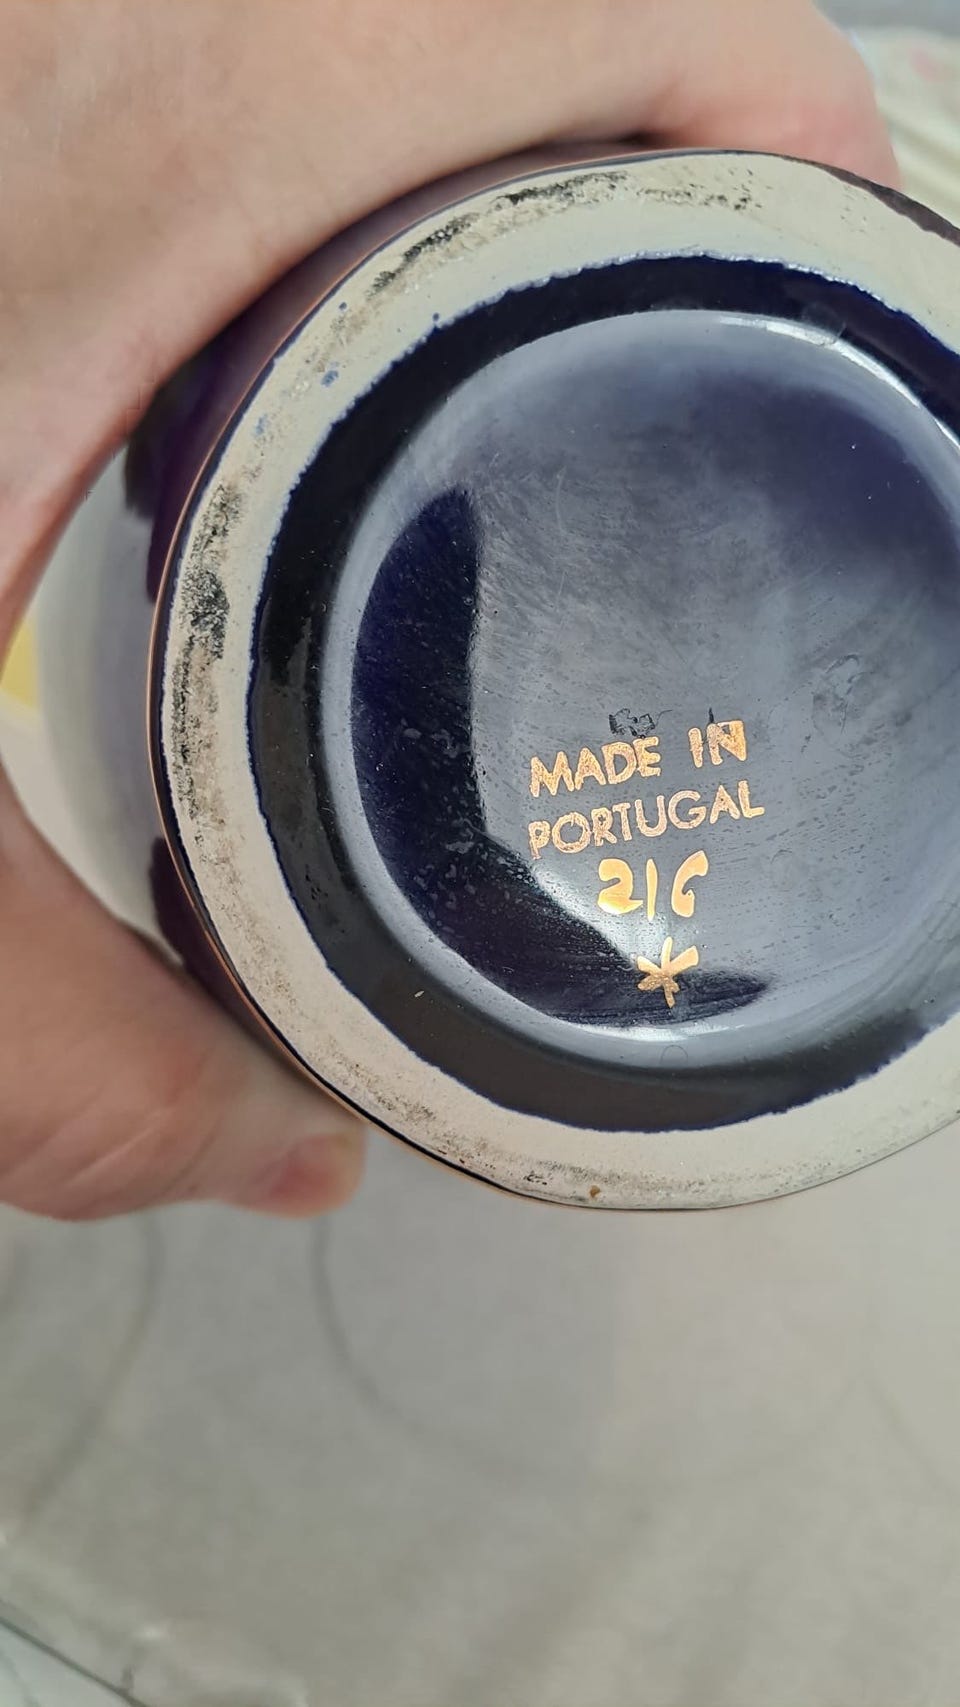 MADE IN
PORTUGAL
216
*